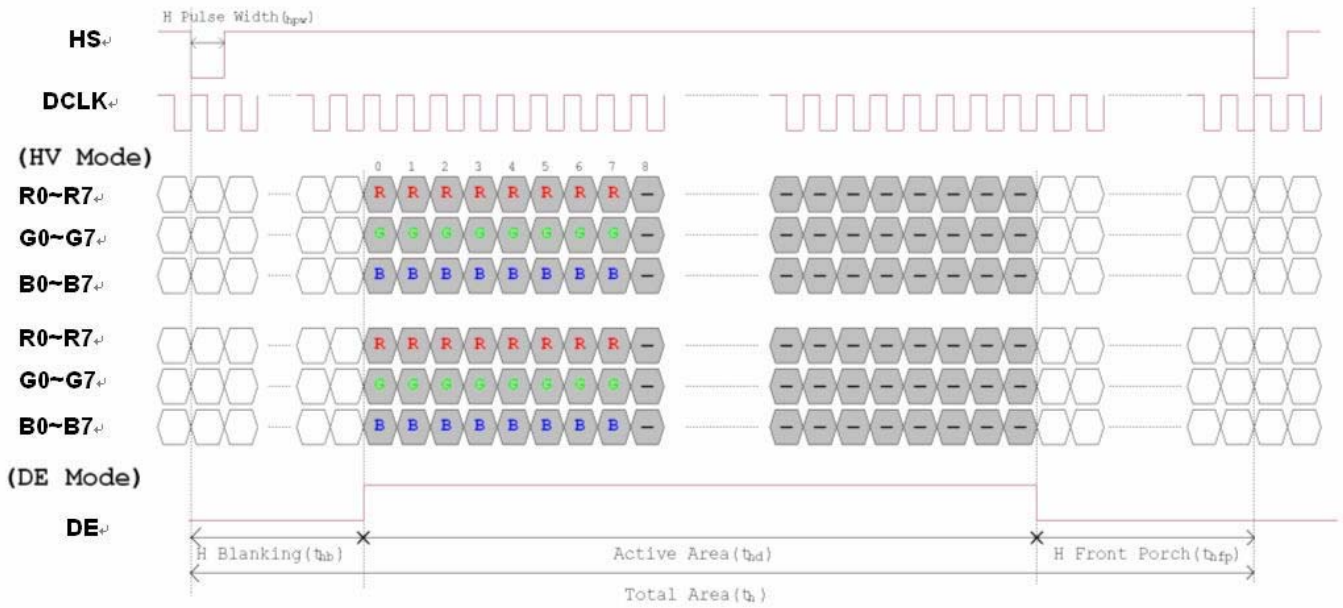 H Pulse Width(thpw)
HS
DCLK
(HV Mode)
0 1 2 3 4 5 6 7 8
R0~R7 R R R R R R R R — — — — — — — — —
G0~G7 G G G G G G G G — — — — — — — — —
B0~B7 B B B B B B B B — — — — — — — — —
R0~R7 R R R R R R R R — — — — — — — — —
G0~G7 G G G G G G G G — — — — — — — — —
B0~B7 B B B B B B B B — — — — — — — — —
(DE Mode)
DE
H Blanking(thb) Active Area(thd) H Front Porch(thfp)
Total Area(th)